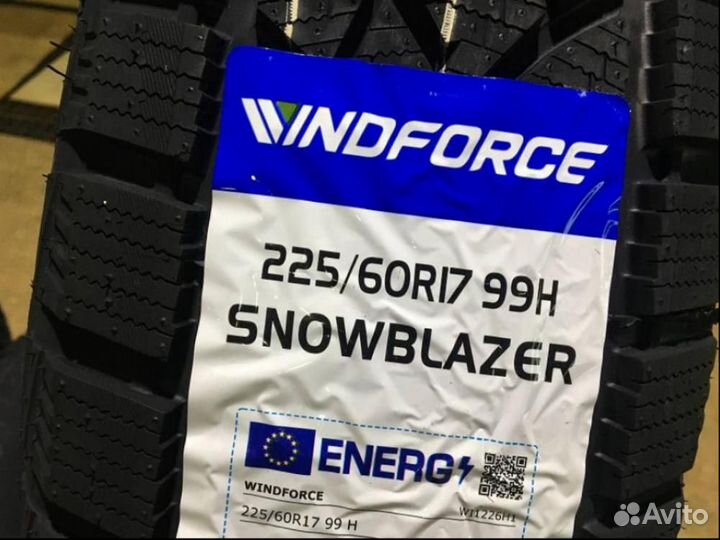 WINDFORCE
225/60R17 99H
SNOWBLAZER
ENERG
WINDFORCE
225/60R17 99 H
WI1226H1
Avito